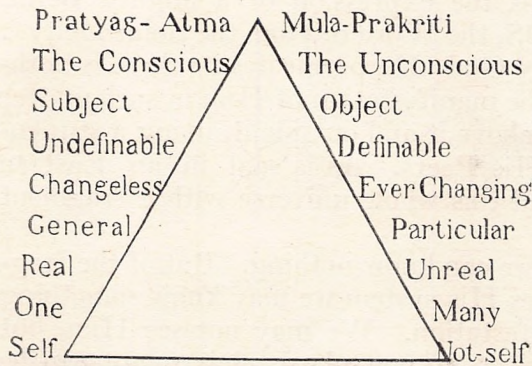 Pratyag-Atma Mula-Prakriti
The Conscious The Unconscious
Subject Object
Undefinable Definable
Changeless Ever Changing
General Particular
Real Unreal
One Many
Self Not-self